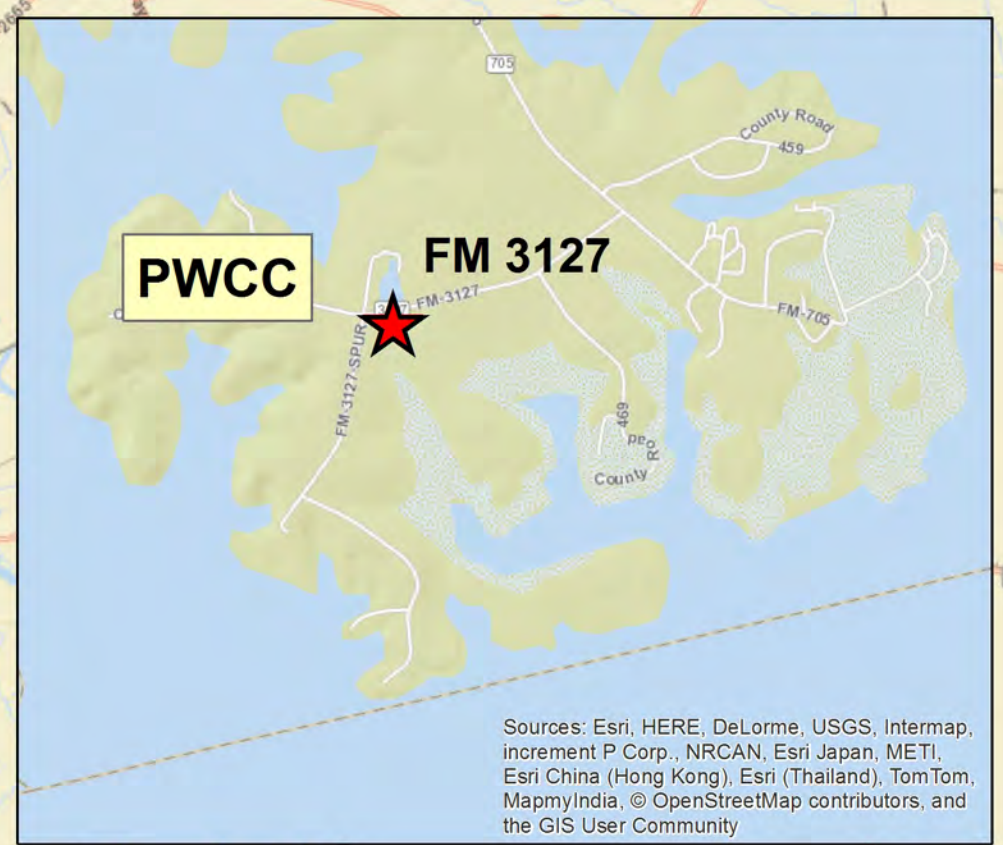 2665
705
County Road
459
PWCC
FM 3127
FM-3127
FM-705
FM-3127-SPUR
469
County Road
Sources: Esri, HERE, DeLorme, USGS, Intermap,
increment P Corp., NRCAN, Esri Japan, METI,
Esri China (Hong Kong), Esri (Thailand), TomTom,
MapmyIndia, © OpenStreetMap contributors, and
the GIS User Community